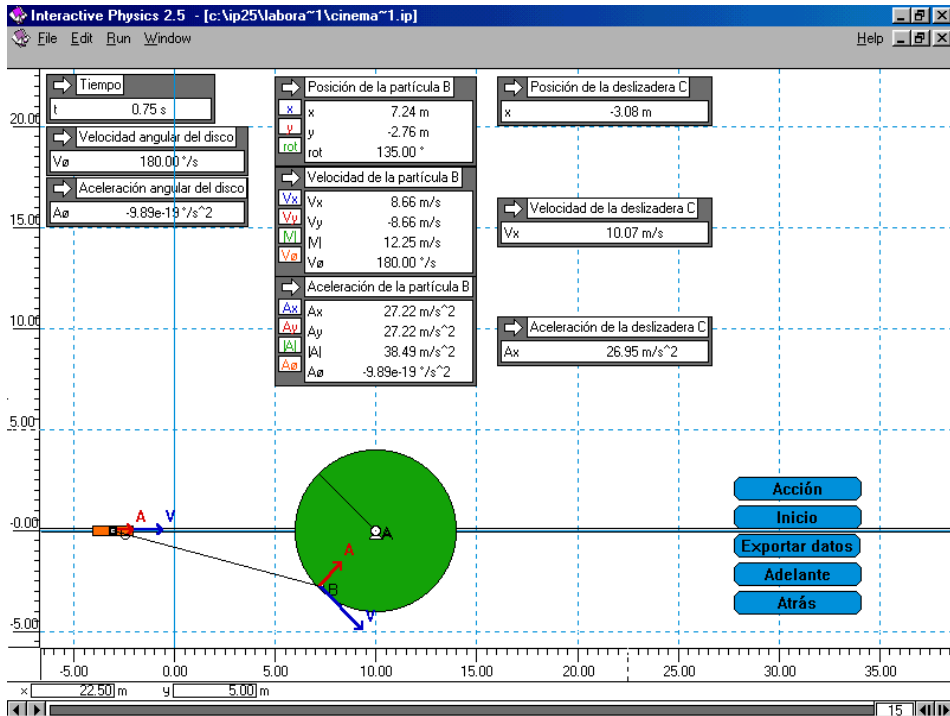 Interactive Physics 2.5 - [c:\ip25\labora~1\cinema~1.ip]
File Edit Run Window Help
Tiempo
t 0.75 s
Velocidad angular del disco
Vø 180.00 °/s
Aceleración angular del disco
Aø -9.89e-19 °/s^2
Posición de la partícula B
x x 7.24 m
y y -2.76 m
rot rot 135.00 °
Velocidad de la partícula B
Vx Vx 8.66 m/s
Vy Vy -8.66 m/s
|V| |V| 12.25 m/s
Vø Vø 180.00 °/s
Aceleración de la partícula B
Ax Ax 27.22 m/s^2
Ay Ay 27.22 m/s^2
|A| |A| 38.49 m/s^2
Aø Aø -9.89e-19 °/s^2
Posición de la deslizadera C
x -3.08 m
Velocidad de la deslizadera C
Vx 10.07 m/s
Aceleración de la deslizadera C
Ax 26.95 m/s^2
20.00
15.00
10.00
5.00
-0.00
-5.00
A V
A
A
B
V
Acción
Inicio
Exportar datos
Adelante
Atrás
-5.00 0.00 5.00 10.00 15.00 20.00 25.00 30.00 35.00
x 22.50 m y 5.00 m
15